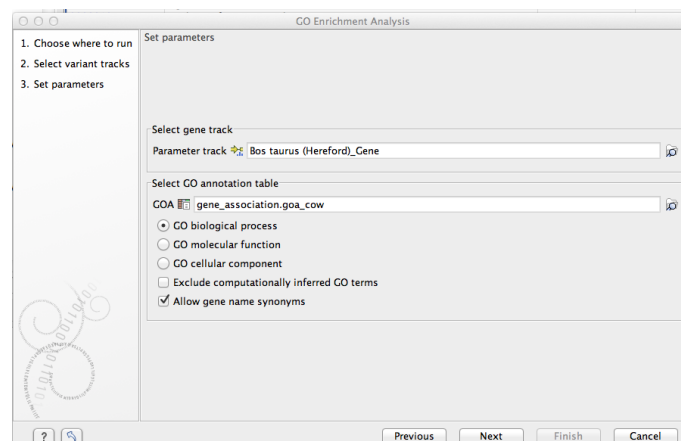 GO Enrichment Analysis
1. Choose where to run
2. Select variant tracks
3. Set parameters
Set parameters
Select gene track
Parameter track Bos taurus (Hereford)_Gene
Select GO annotation table
GOA gene_association.goa_cow
GO biological process
GO molecular function
GO cellular component
Exclude computationally inferred GO terms
Allow gene name synonyms
? Previous Next Finish Cancel